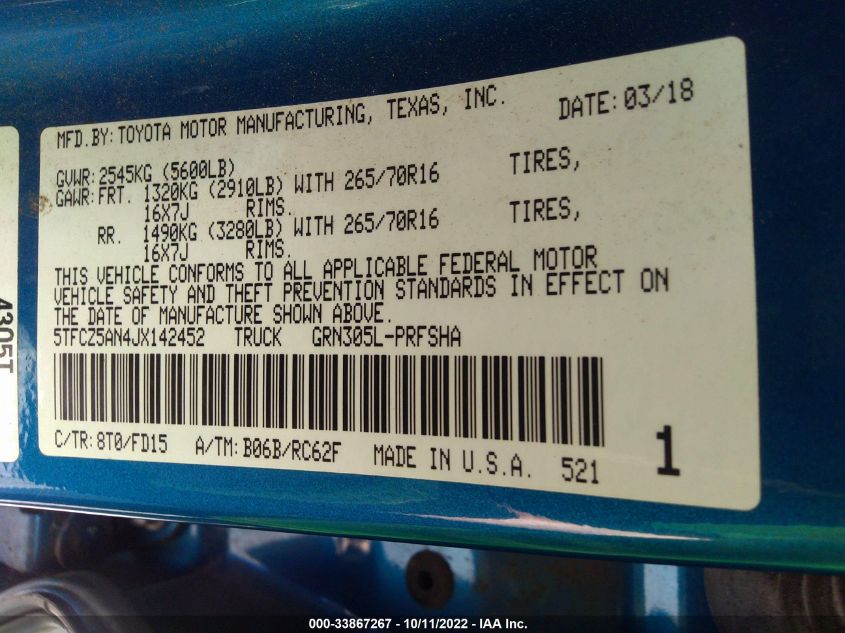 MFD.BY:TOYOTA MOTOR MANUFACTURING, TEXAS, INC. DATE:03/18
GVWR:2545KG (5600LB)
GAWR:FRT. 1320KG (2910LB) WITH 265/70R16 TIRES,
16X7J RIMS.
RR. 1490KG (3280LB) WITH 265/70R16 TIRES,
16X7J RIMS.
THIS VEHICLE CONFORMS TO ALL APPLICABLE FEDERAL MOTOR
VEHICLE SAFETY AND THEFT PREVENTION STANDARDS IN EFFECT ON
THE DATE OF MANUFACTURE SHOWN ABOVE.
5TFCZ5AN4JX142452 TRUCK GRN305L-PRFSHA
C/TR:8T0/FD15 A/TM:B06B/RC62F MADE IN U.S.A. 521 1
4305T
000-33867267 - 10/11/2022 - IAA Inc.